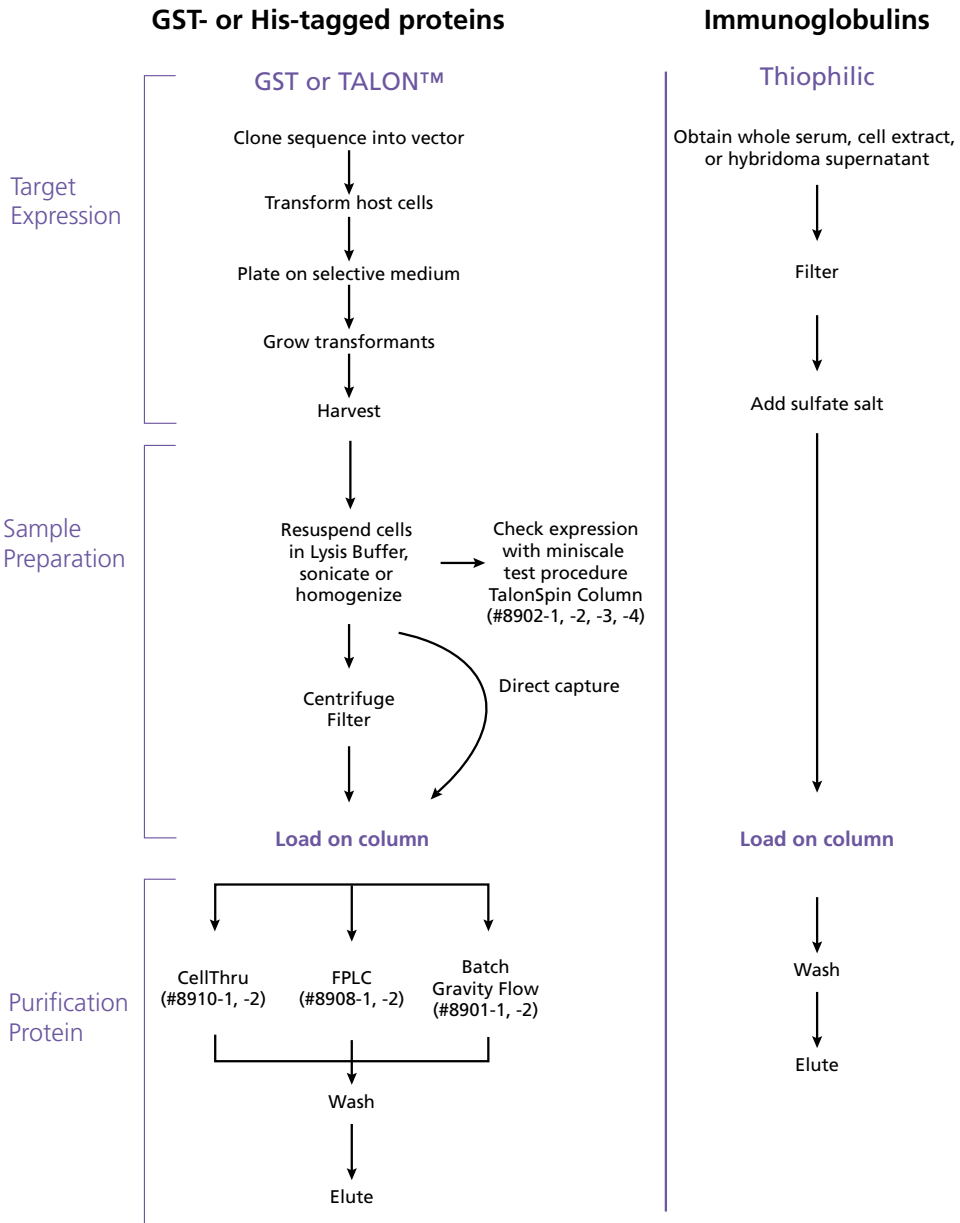 GST- or His-tagged proteins
GST or TALON™
Target
Expression
Clone sequence into vector
Transform host cells
Plate on selective medium
Grow transformants
Harvest
Sample
Preparation
Resuspend cells
in Lysis Buffer,
sonicate or
homogenize
Check expression
with miniscale
test procedure
TalonSpin Column
(#8902-1, -2, -3, -4)
Centrifuge
Filter
Direct capture
Load on column
Purification
Protein
CellThru
(#8910-1, -2)
FPLC
(#8908-1, -2)
Batch
Gravity Flow
(#8901-1, -2)
Wash
Elute
Immunoglobulins
Thiophilic
Obtain whole serum, cell extract,
or hybridoma supernatant
Filter
Add sulfate salt
Load on column
Wash
Elute